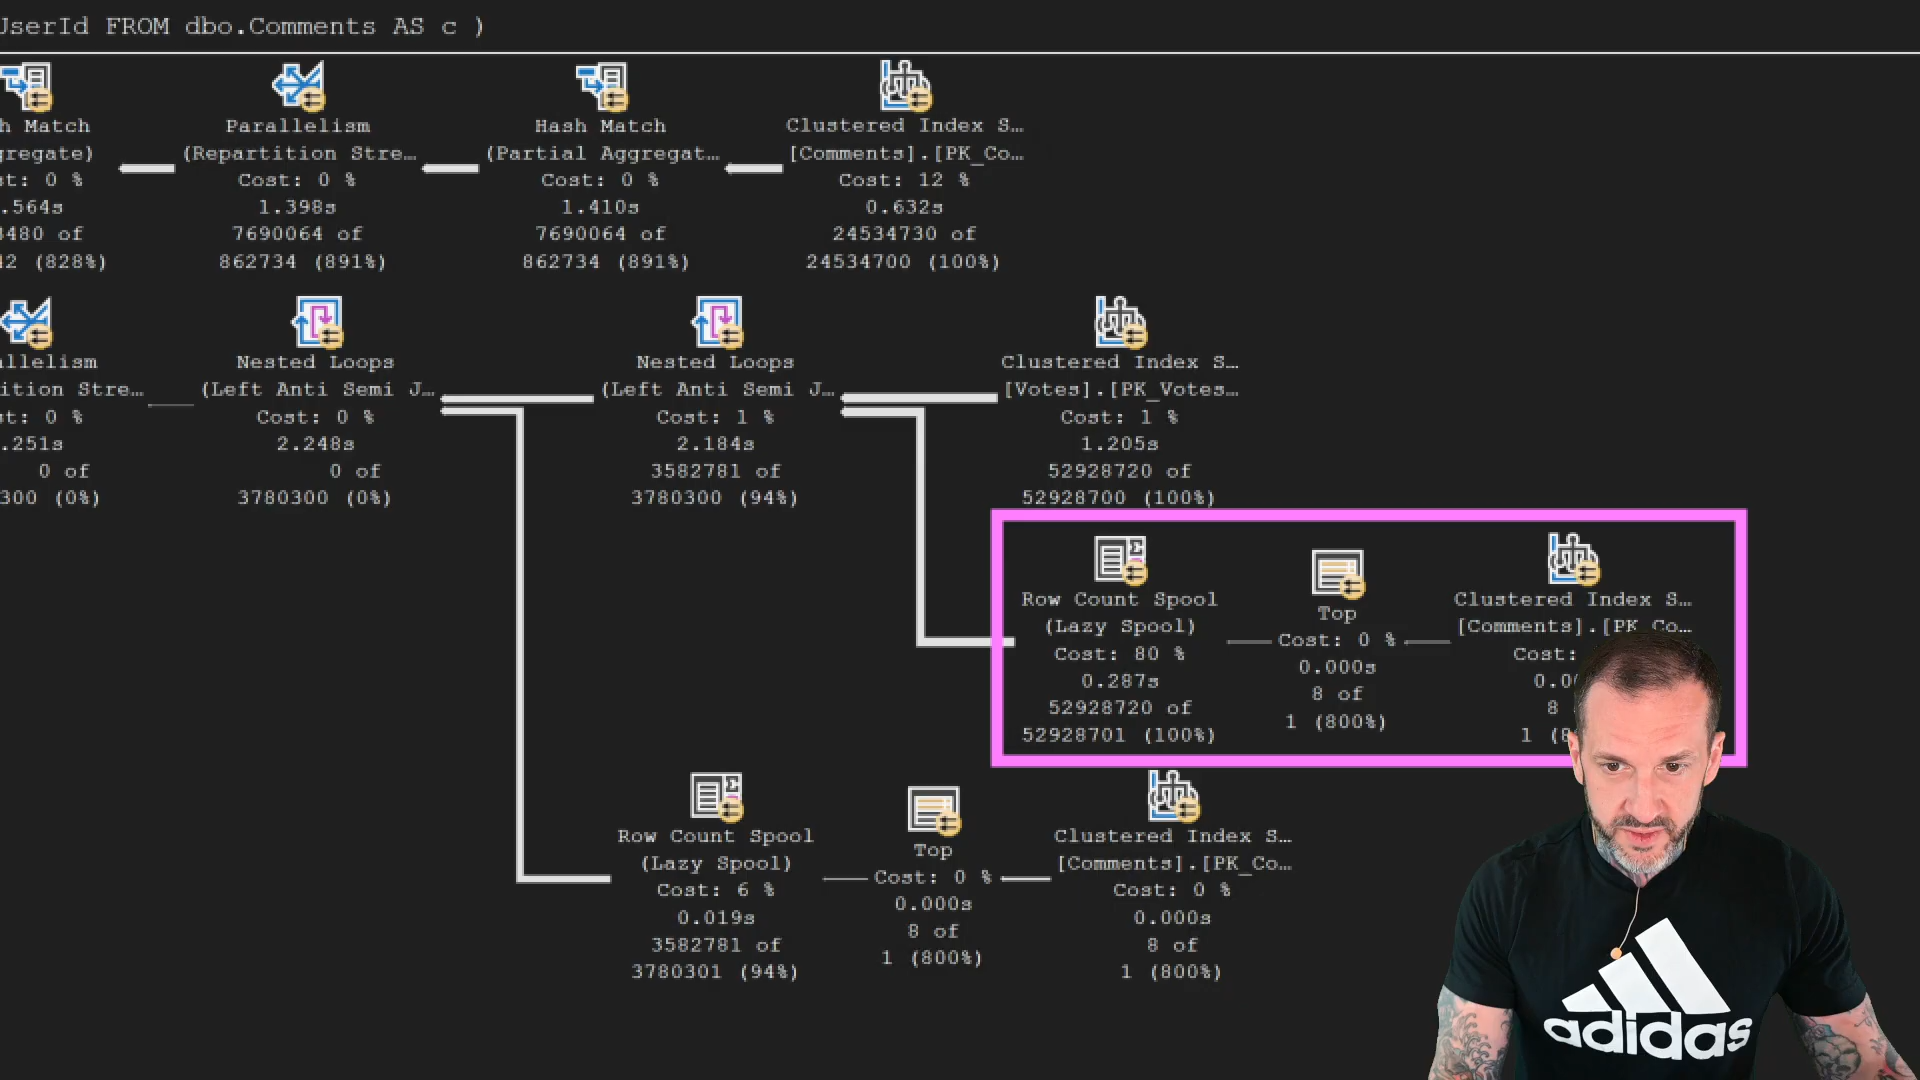 UserId FROM dbo.Comments AS c )
h Match
gregate)
st: 0 %
.564s
480 of
42 (828%)
Parallelism
(Repartition Stre...
Cost: 0 %
1.398s
7690064 of
862734 (891%)
Hash Match
(Partial Aggregat...
Cost: 0 %
1.410s
7690064 of
862734 (891%)
Clustered Index S...
[Comments].[PK_Co...
Cost: 12 %
0.632s
24534730 of
24534700 (100%)
llelism
ition Stre...
st: 0 %
.251s
0 of
300 (0%)
Nested Loops
(Left Anti Semi J...
Cost: 0 %
2.248s
0 of
3780300 (0%)
Nested Loops
(Left Anti Semi J...
Cost: 1 %
2.184s
3582781 of
3780300 (94%)
Clustered Index S...
[Votes].[PK_Votes...
Cost: 1 %
1.205s
52928720 of
52928700 (100%)
Row Count Spool
(Lazy Spool)
Cost: 80 %
0.287s
52928720 of
52928701 (100%)
Top
Cost: 0 %
0.000s
8 of
1 (800%)
Clustered Index S...
[Comments].[PK_Co...
Cost:
0.0
8
1 (8
Row Count Spool
(Lazy Spool)
Cost: 6 %
0.019s
3582781 of
3780301 (94%)
Top
Cost: 0 %
0.000s
8 of
1 (800%)
Clustered Index S...
[Comments].[PK_Co...
Cost: 0 %
0.000s
8 of
1 (800%)
adidas